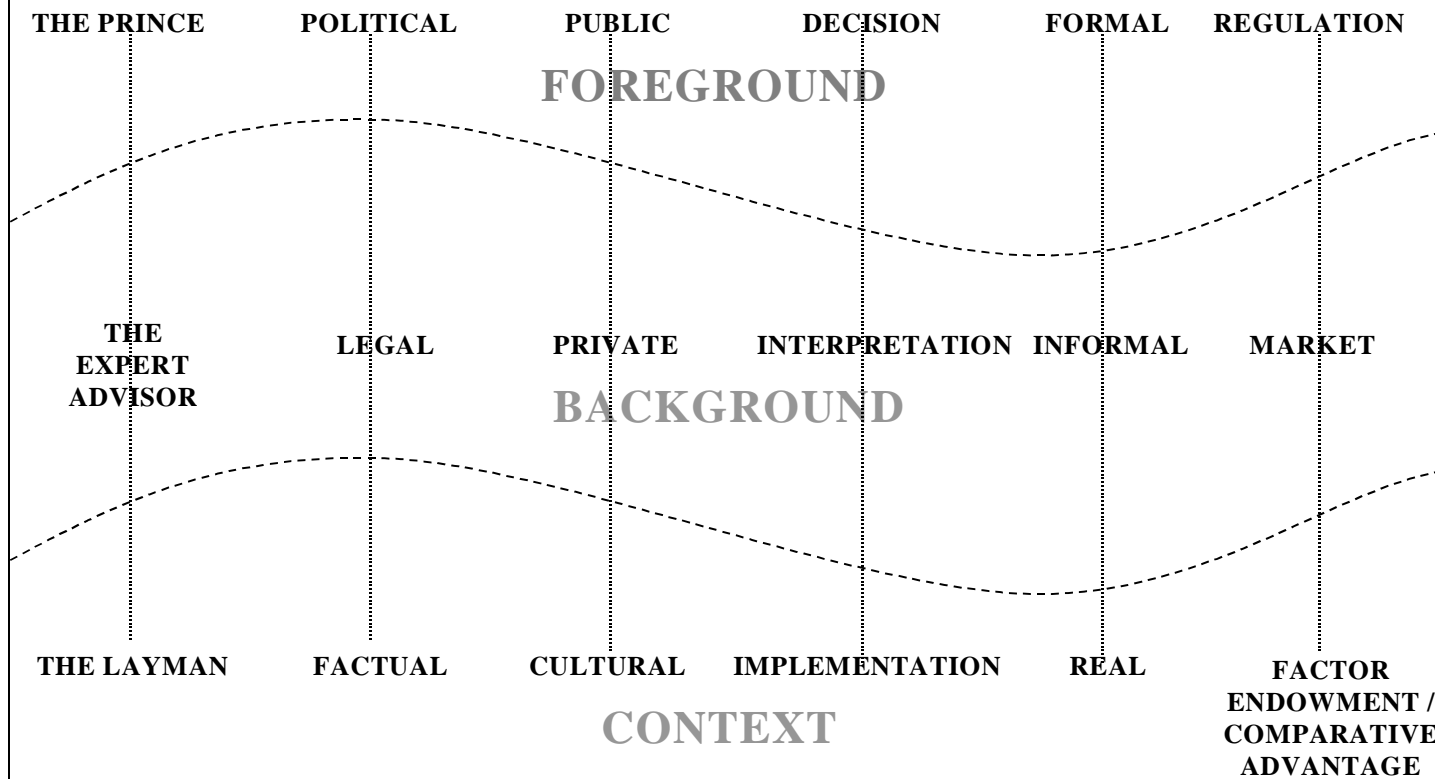 THE PRINCE POLITICAL PUBLIC DECISION FORMAL REGULATION
FOREGROUND
THE
EXPERT
ADVISOR
LEGAL PRIVATE INTERPRETATION INFORMAL MARKET
BACKGROUND
THE LAYMAN FACTUAL CULTURAL IMPLEMENTATION REAL
FACTOR
ENDOWMENT /
COMPARATIVE
ADVANTAGE
CONTEXT